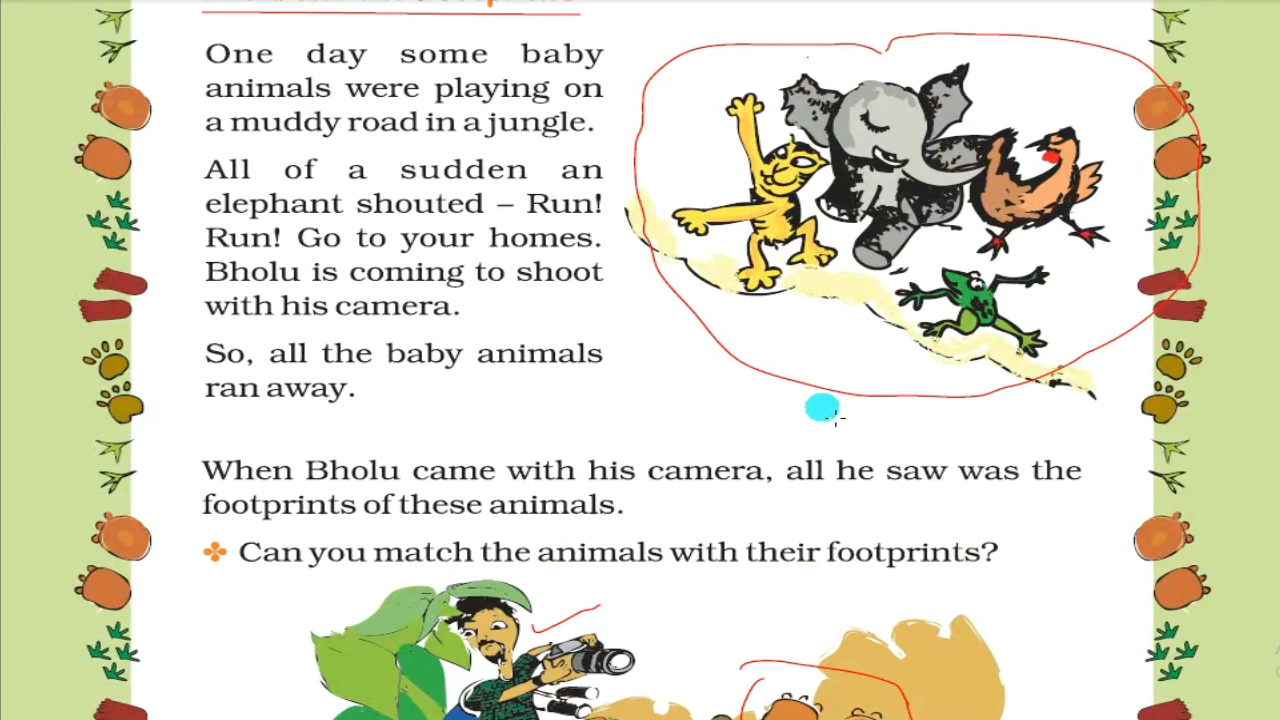 One day some baby
animals were playing on
a muddy road in a jungle.
All of a sudden an
elephant shouted – Run!
Run! Go to your homes.
Bholu is coming to shoot
with his camera.
So, all the baby animals
ran away.
When Bholu came with his camera, all he saw was the
footprints of these animals.
Can you match the animals with their footprints?